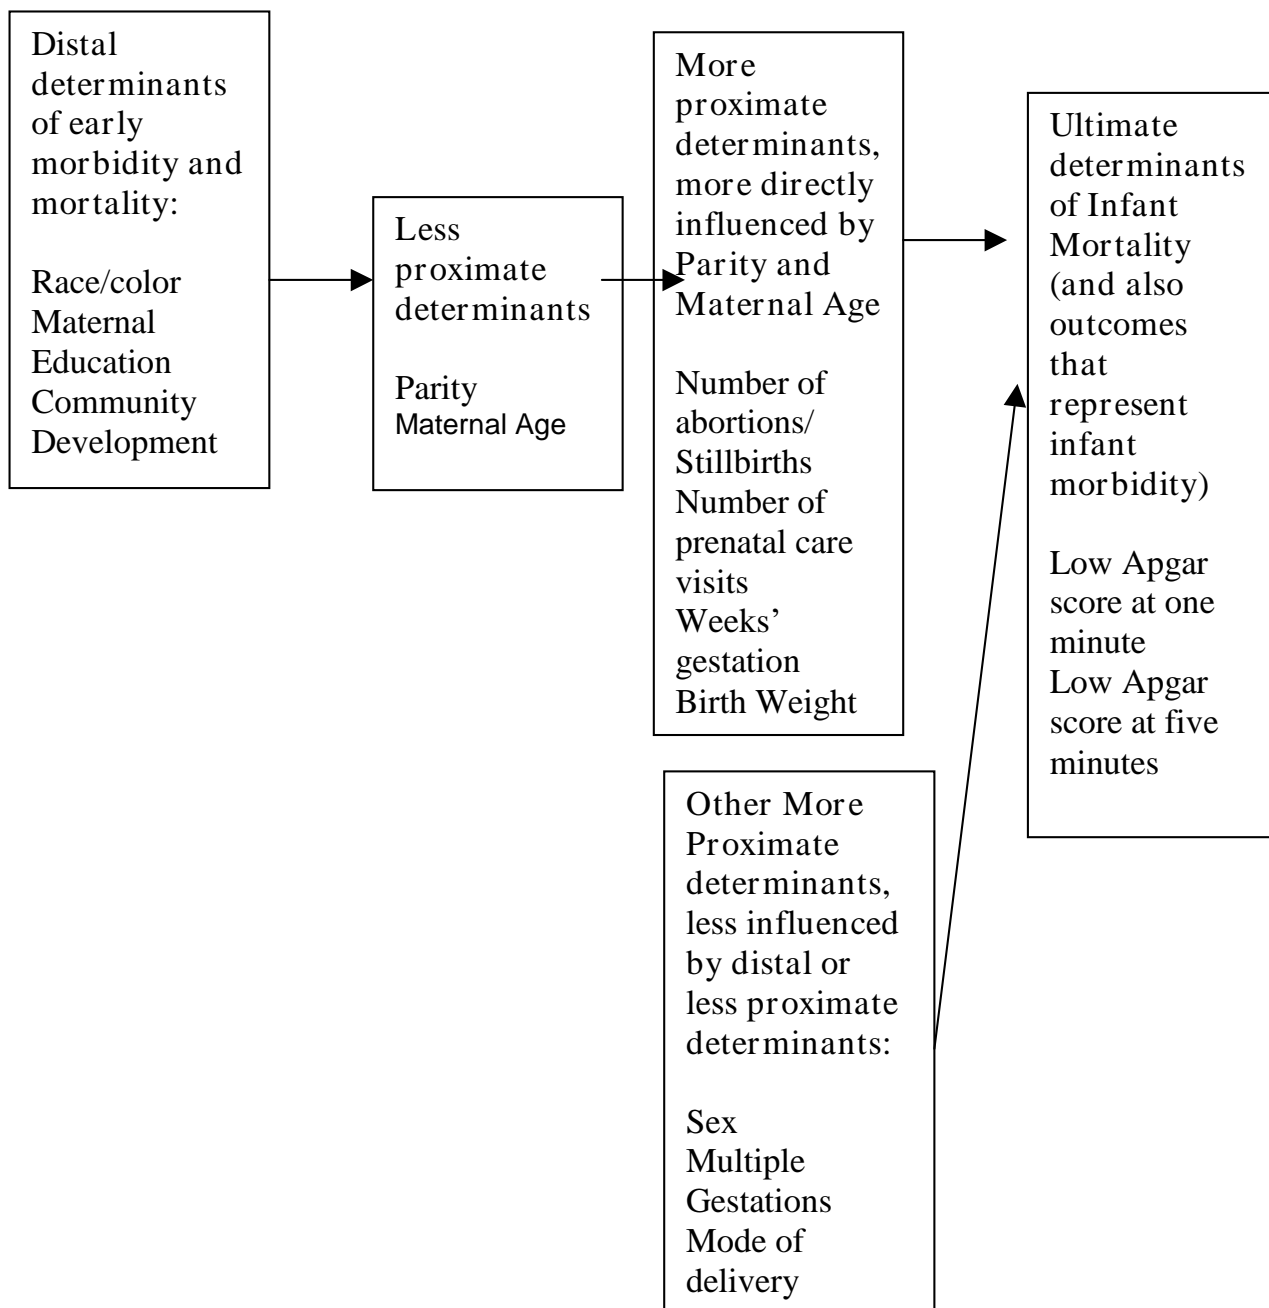 Distal
determinants
of early
morbidity and
mortality:
Race/color
Maternal
Education
Community
Development
Less
proximate
determinants
Parity
Maternal Age
More
proximate
determinants,
more directly
influenced by
Parity and
Maternal Age
Number of
abortions/
Stillbirths
Number of
prenatal care
visits
Weeks’
gestation
Birth Weight
Ultimate
determinants
of Infant
Mortality
(and also
outcomes
that
represent
infant
morbidity)
Low Apgar
score at one
minute
Low Apgar
score at five
minutes
Other More
Proximate
determinants,
less influenced
by distal or
less proximate
determinants:
Sex
Multiple
Gestations
Mode of
delivery